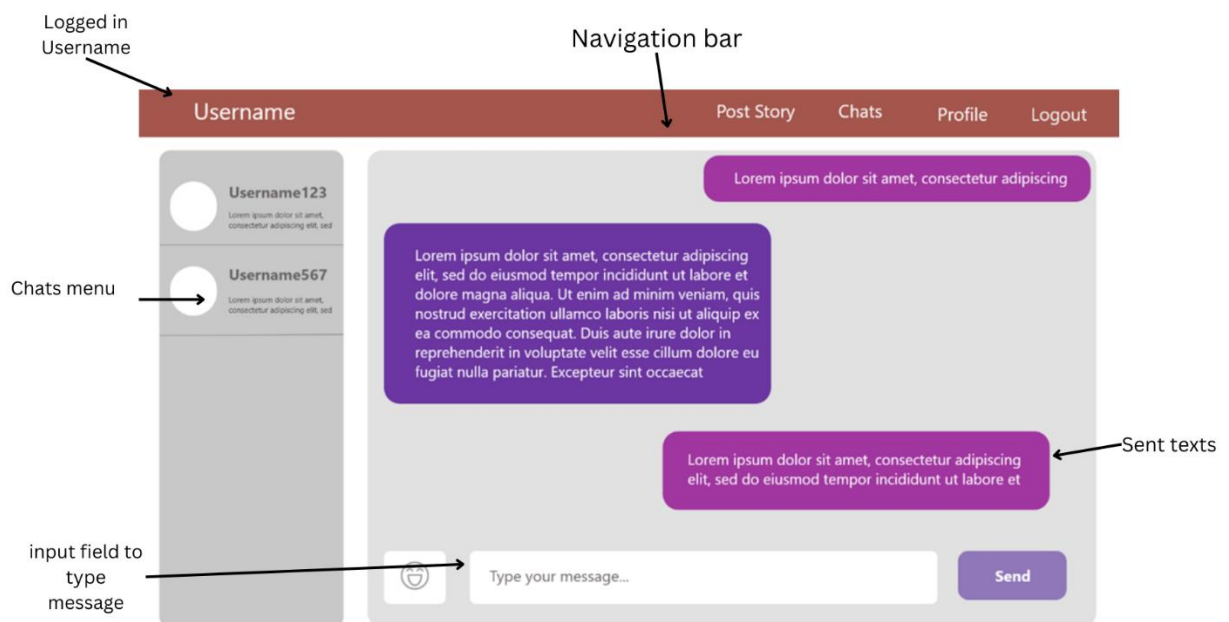 Logged in
Username
Navigation bar
Username
Post Story
Chats
Profile
Logout
Username123
Lorem ipsum dolor sit amet,
consectetur adipiscing elit, sed
Username567
Lorem ipsum dolor sit amet,
consectetur adipiscing elit, sed
Chats menu
Lorem ipsum dolor sit amet, consectetur adipiscing
Lorem ipsum dolor sit amet, consectetur adipiscing
elit, sed do eiusmod tempor incididunt ut labore et
dolore magna aliqua. Ut enim ad minim veniam, quis
nostrud exercitation ullamco laboris nisi ut aliquip ex
ea commodo consequat. Duis aute irure dolor in
reprehenderit in voluptate velit esse cillum dolore eu
fugiat nulla pariatur. Excepteur sint occaecat
Lorem ipsum dolor sit amet, consectetur adipiscing
elit, sed do eiusmod tempor incididunt ut labore et
Sent texts
input field to
type
message
Type your message...
Send